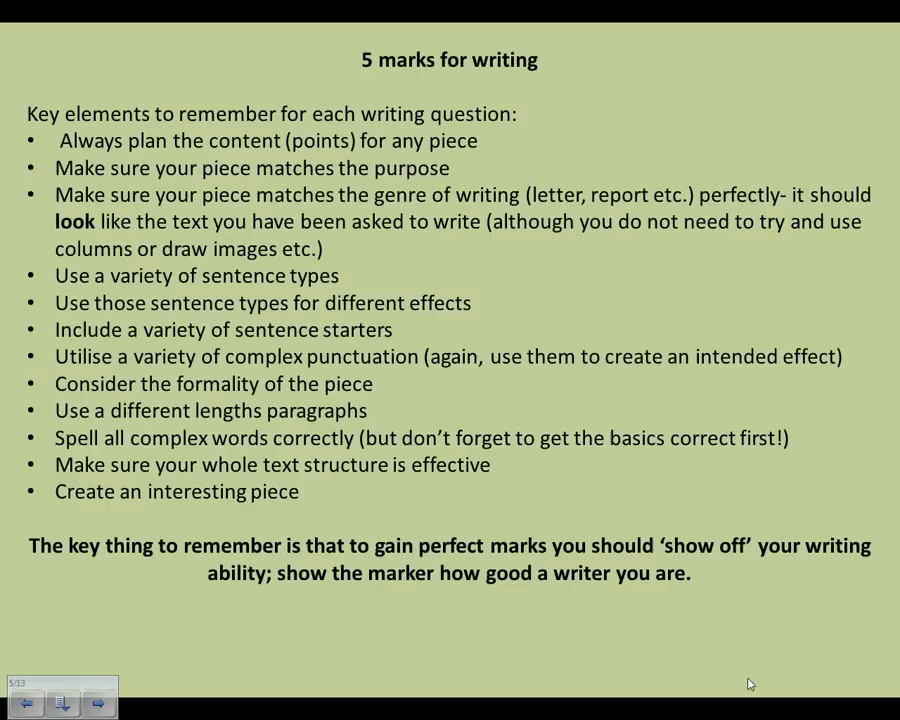 5 marks for writing
Key elements to remember for each writing question:
• Always plan the content (points) for any piece
• Make sure your piece matches the purpose
• Make sure your piece matches the genre of writing (letter, report etc.) perfectly- it should
look like the text you have been asked to write (although you do not need to try and use
columns or draw images etc.)
• Use a variety of sentence types
• Use those sentence types for different effects
• Include a variety of sentence starters
• Utilise a variety of complex punctuation (again, use them to create an intended effect)
• Consider the formality of the piece
• Use a different lengths paragraphs
• Spell all complex words correctly (but don’t forget to get the basics correct first!)
• Make sure your whole text structure is effective
• Create an interesting piece
The key thing to remember is that to gain perfect marks you should ‘show off’ your writing
ability; show the marker how good a writer you are.
5/13